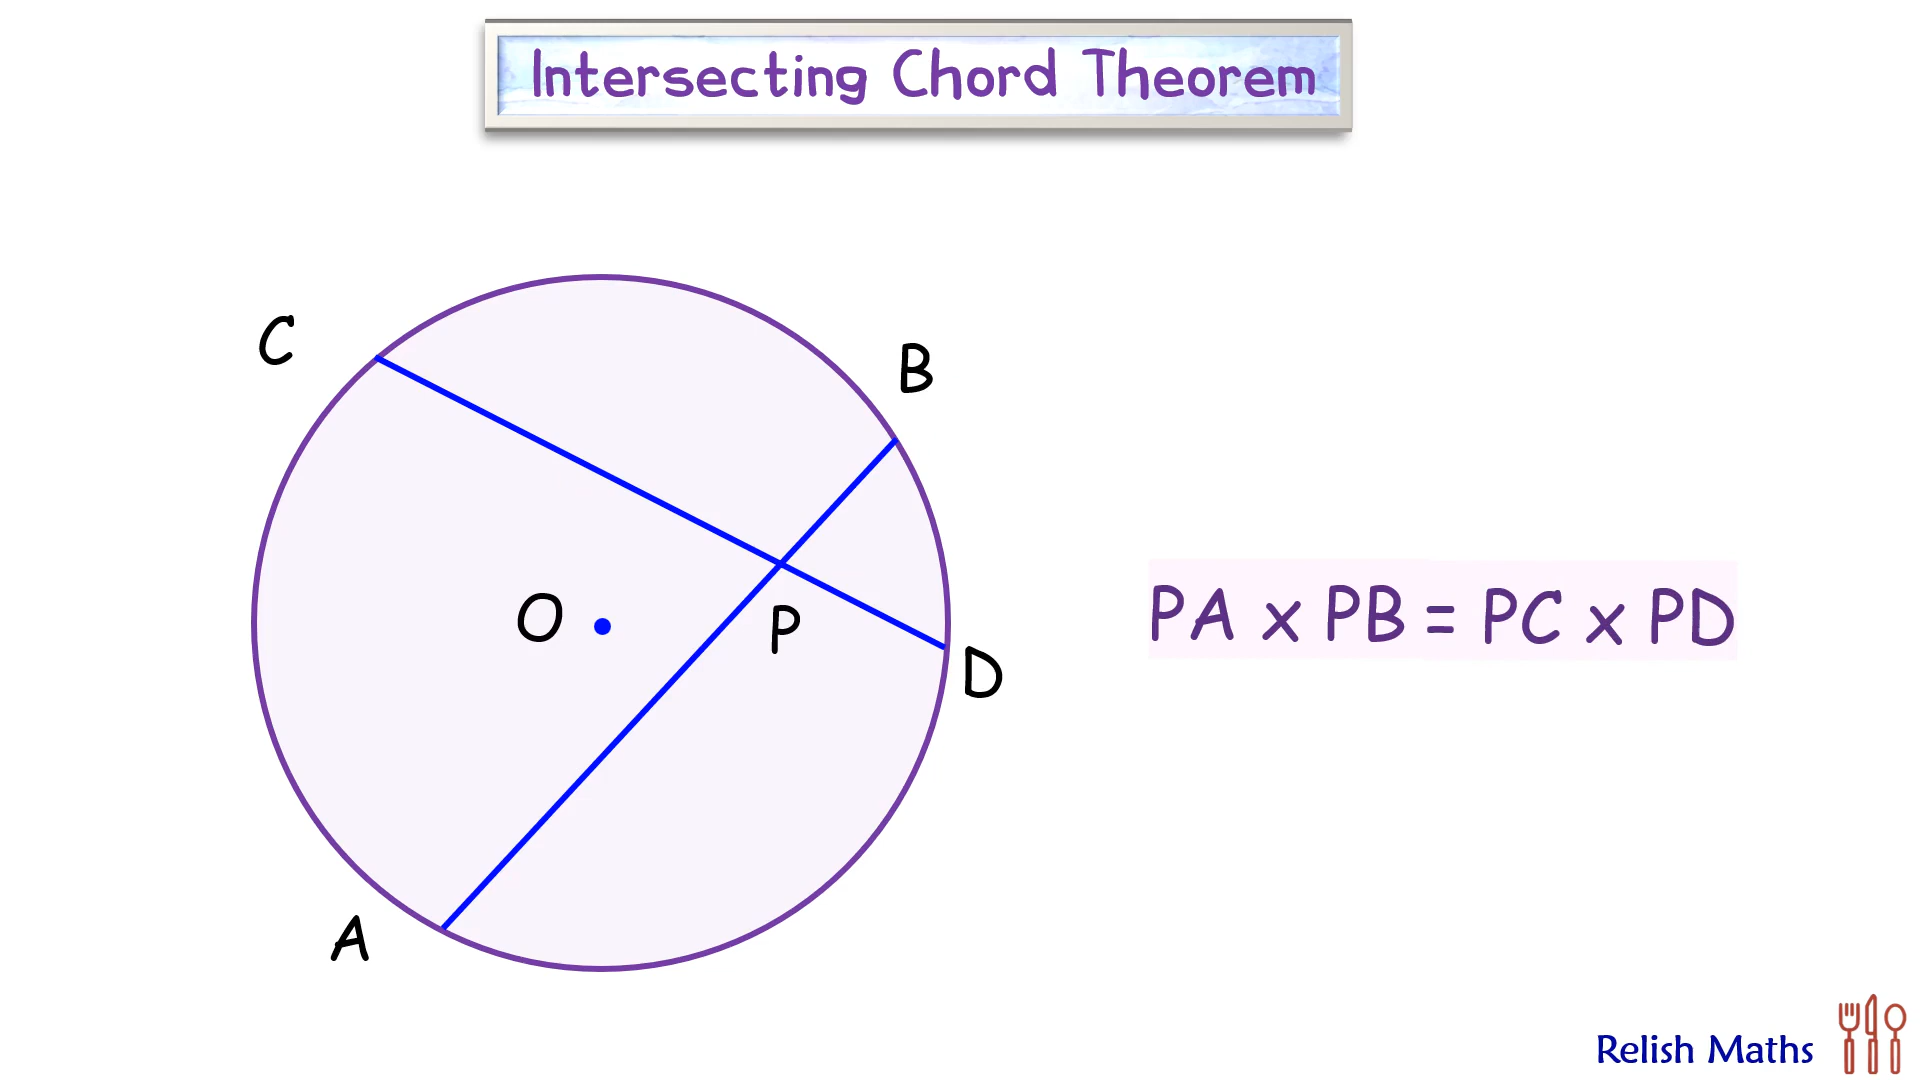 Intersecting Chord Theorem
C
B
O
P
D
A
PA x PB = PC x PD
Relish Maths